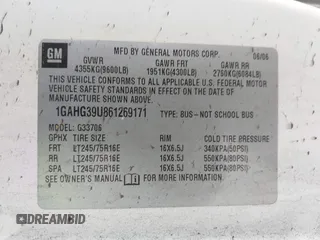 GM
MFD BY GENERAL MOTORS CORP. 06/06
GVWR GAWR FRT GAWR RR
4355KG(9600LB) 1951KG(4300LB) 2760KG(6084LB)
THIS VEHICLE CONFORMS TO ALL APPLICABLE U.S. FEDERAL
MOTOR VEHICLE SAFETY STANDARDS IN EFFECT ON THE DATE OF
MANUFACTURE SHOWN ABOVE.
1GAHG39U861269171 TYPE: BUS-NOT SCHOOL BUS
MODEL: G33706
GPHX TIRE SIZE RIM COLD TIRE PRESSURE
FRT LT245/75R16E 16X6.5J 340KPA(50PSI)
RR LT245/75R16E 16X6.5J 550KPA(80PSI)
SPA LT245/75R16E 16X6.5J 550KPA(80PSI)
SEE OWNER'S MANUAL FOR ADDITIONAL INFORMATION
DREAMBID